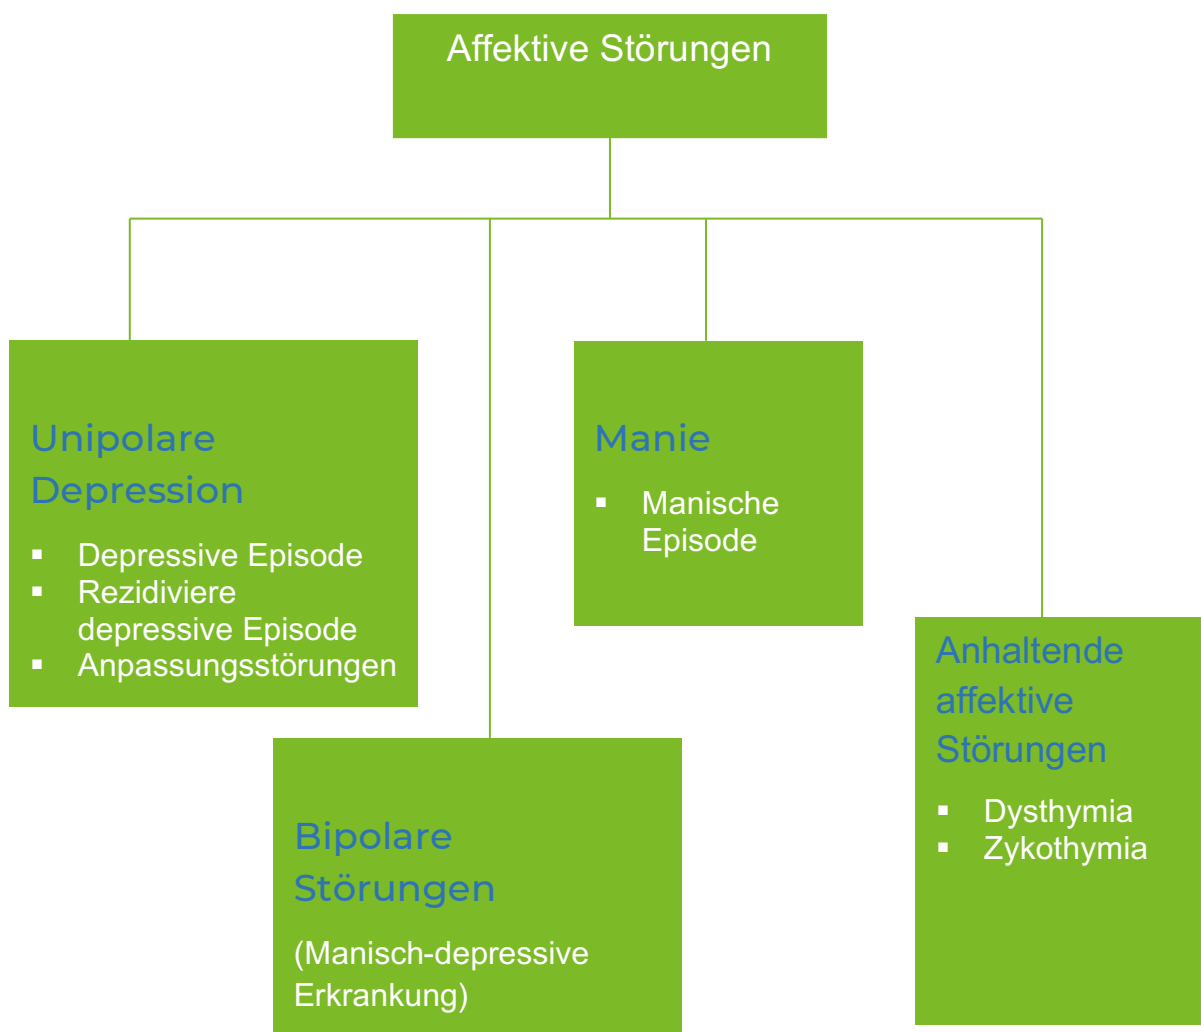 Affektive Störungen
Unipolare
Depression
▪ Depressive Episode
▪ Rezidiviere
depressive Episode
▪ Anpassungsstörungen
Manie
▪ Manische
Episode
Bipolare
Störungen
(Manisch-depressive
Erkrankung)
Anhaltende
affektive
Störungen
▪ Dysthymia
▪ Zykothymia